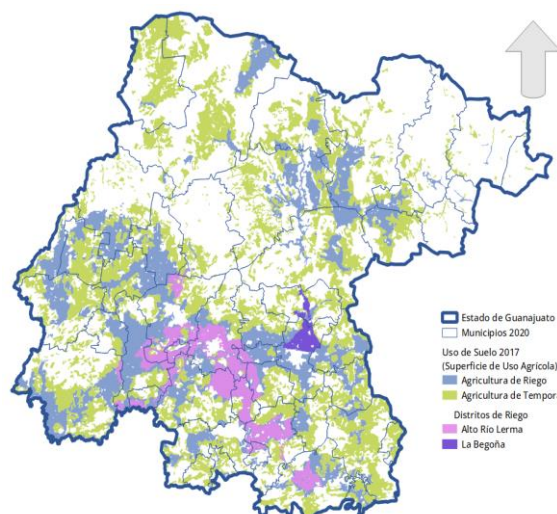 Estado de Guanajuato
Municipios 2020
Uso de Suelo 2017
(Superficie de Uso Agrícola)
Agricultura de Riego
Agricultura de Tempor
Distritos de Riego
Alto Río Lerma
La Begoña